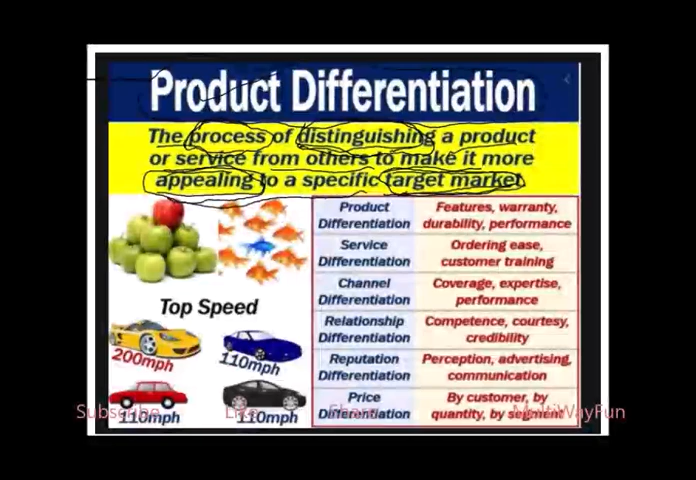 Product Differentiation
The process of distinguishing a product
or service from others to make it more
appealing to a specific target market.
Product
Differentiation
Features, warranty,
durability, performance
Service
Differentiation
Ordering ease,
customer training
Channel
Differentiation
Coverage, expertise,
performance
Top Speed
200mph
110mph
110mph
110mph
Relationship
Differentiation
Competence, courtesy,
credibility
Reputation
Differentiation
Perception, advertising,
communication
Price
Differentiation
By customer, by
quantity, by segment
Subscribe
Like
Share
MultiWayFun